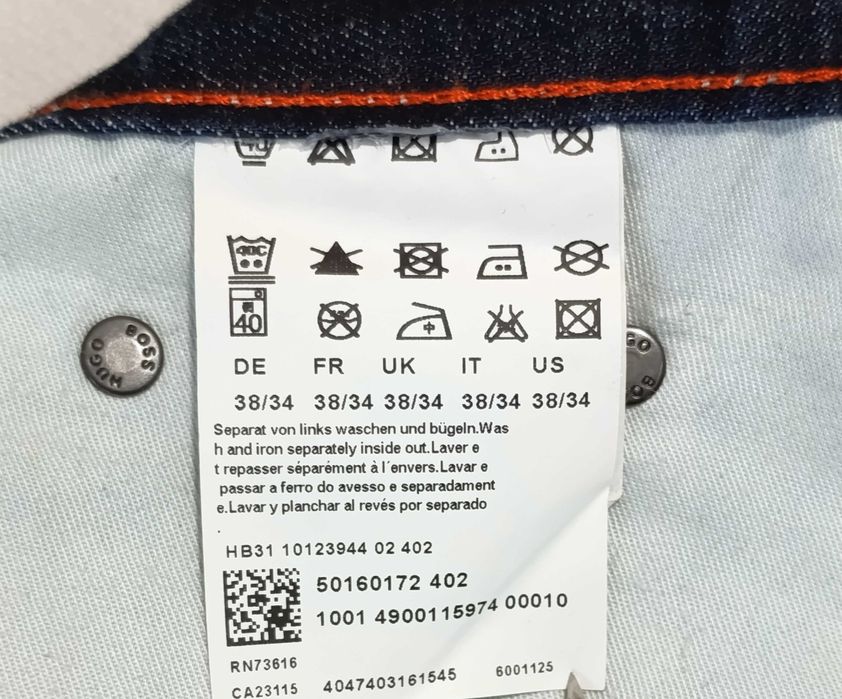 40C
40
DE FR UK IT US
38/34 38/34 38/34 38/34 38/34
Separat von links waschen und bügeln.Was
h and iron separately inside out.Laver e
t repasser séparément à l´envers.Lavar e
passar a ferro do avesso e separadament
e.Lavar y planchar al revés por separado
.
HB31 10123944 02 402
50160172 402
1001 4900115974 00010
RN73616
CA23115 4047403161545 6001125
HUGO BOSS
GO BO